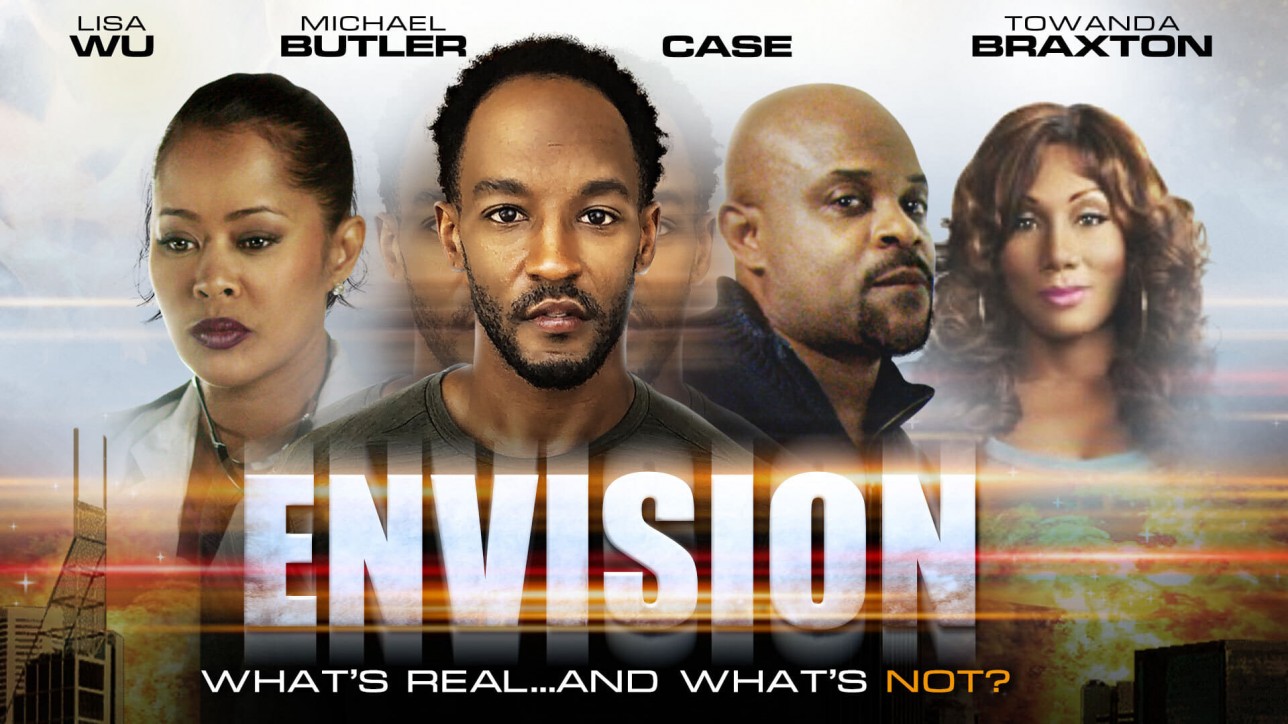 LISA
WU
MICHAEL
BUTLER
CASE
TOWANDA
BRAXTON
ENVISION
WHAT'S REAL...AND WHAT'S NOT?